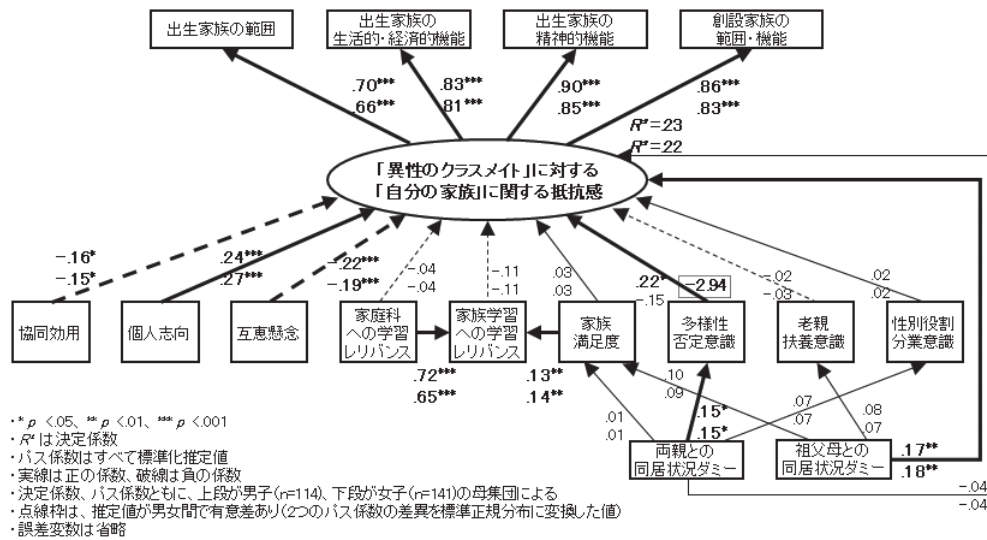 出生家族の範囲
出生家族の
生活的・経済的機能
出生家族の
精神的機能
創設家族の
範囲・機能
.70***
.66***
.83***
.81***
.90***
.85***
.86***
.83***
R²=.23
R²=.22
「異性のクラスメイト」に対する
「自分の家族」に関する抵抗感
-.16*
-.15*
.24***
.27***
-.22***
-.19***
-.04
-.04
-.11
-.11
.03
.03
.22*
-.15
-2.94
-.02
-.03
.02
.02
協同効用
個人志向
互恵懸念
家庭科
への学習
レリバンス
家族学習
への学習
レリバンス
家族
満足度
多様性
否定意識
老親
扶養意識
性別役割
分業意識
.72***
.65***
.13**
.14**
.10
.09
.01
.01
.15*
.15*
.07
.07
.08
.07
両親との
同居状況ダミー
祖父母との
同居状況ダミー
.17**
.18**
-.04
-.04
・* p <.05、** p <.01、*** p <.001
・R² は決定係数
・パス係数はすべて標準化推定値
・実線は正の係数、破線は負の係数
・決定係数、パス係数ともに、上段が男子(n=114)、下段が女子(n=141)の母集団による
・点線枠は、推定値が男女間で有意差あり(2つのパス係数の差異を標準正規分布に変換した値)
・誤差変数は省略